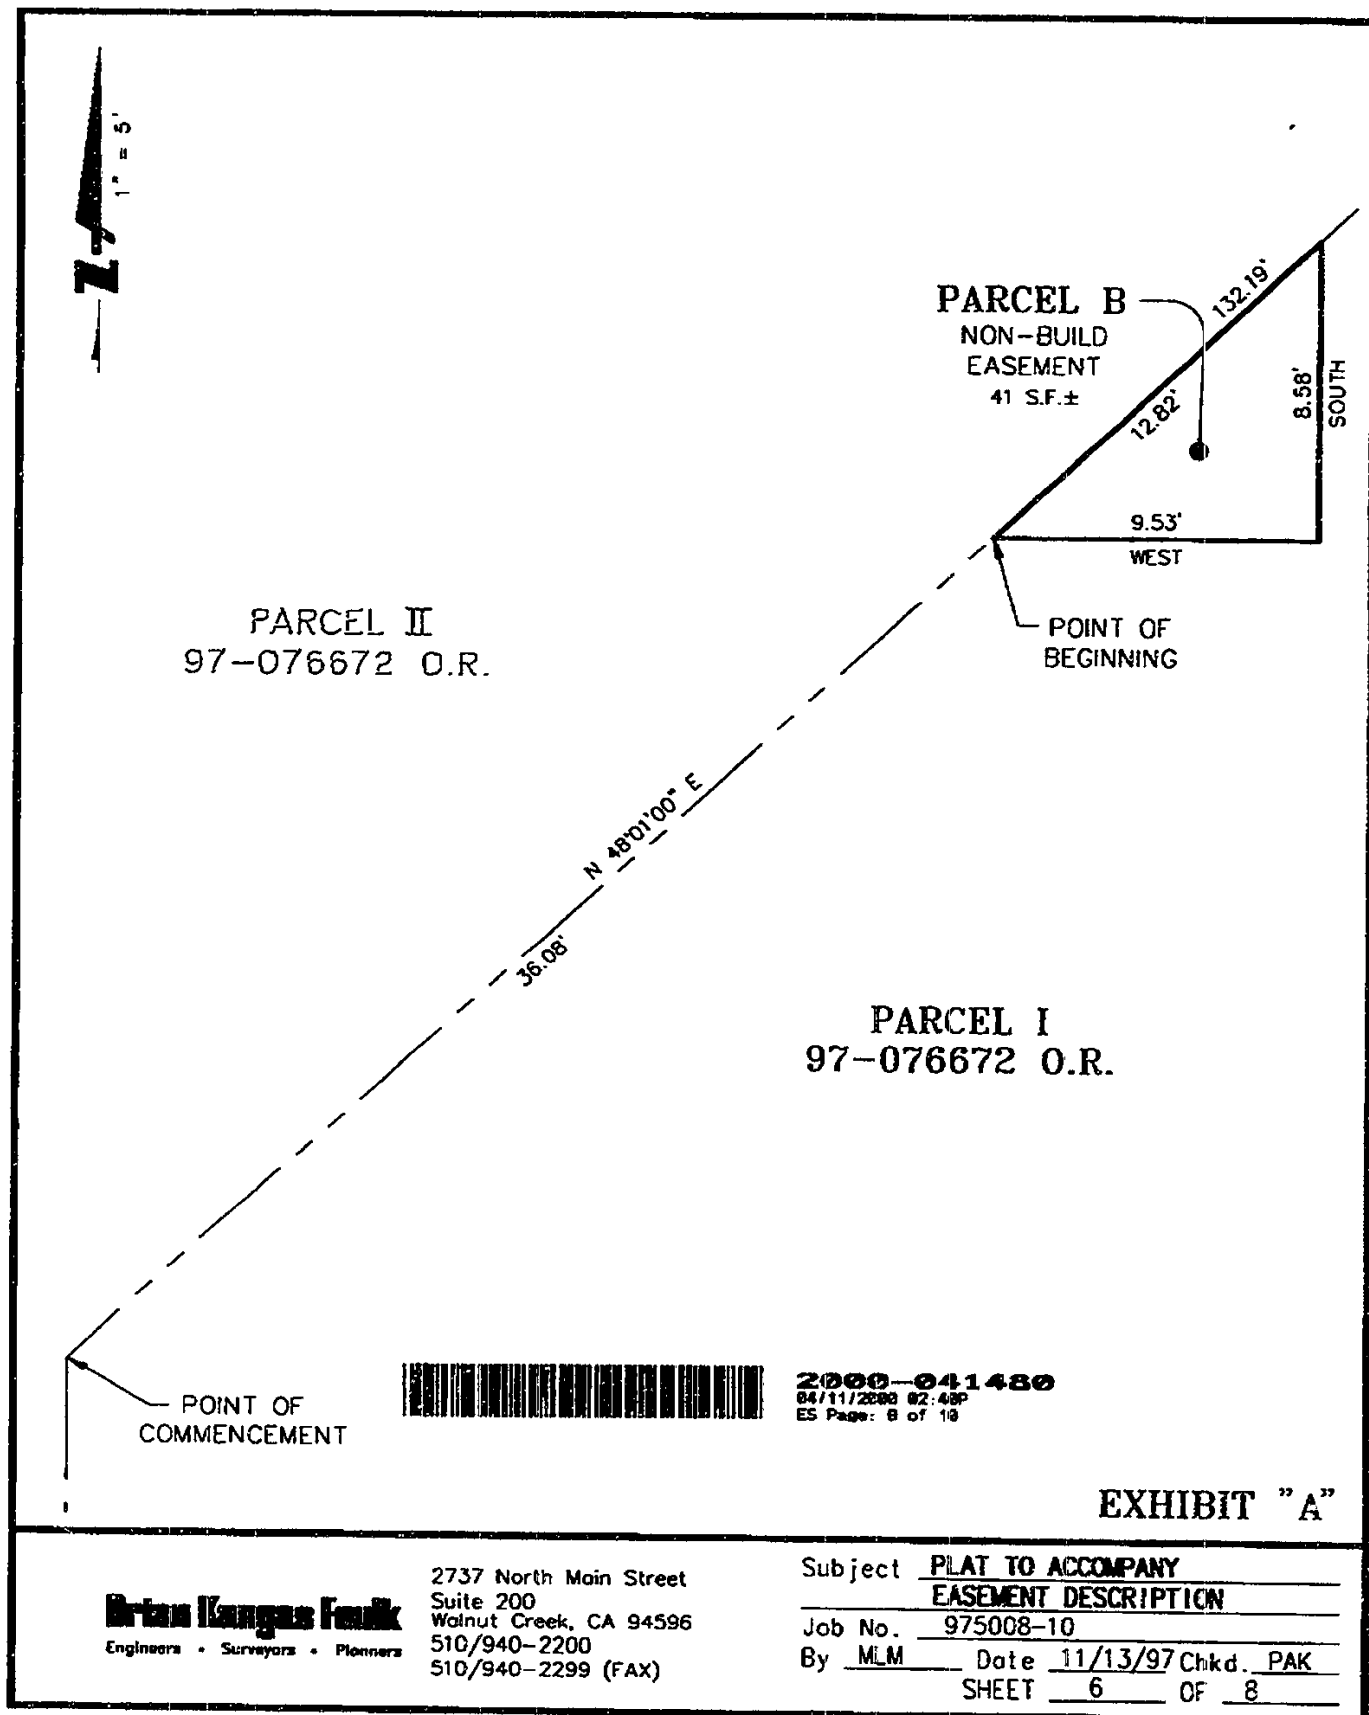 1" = 5'
PARCEL B
NON-BUILD
EASEMENT
41 S.F.±
132.19'
12.82'
8.58'
SOUTH
9.53'
WEST
POINT OF
BEGINNING
PARCEL II
97-076672 O.R.
N 48°01'00" E
36.08'
PARCEL I
97-076672 O.R.
POINT OF
COMMENCEMENT
2000-041480
04/11/2000 02:40P
ES Page: 8 of 10
EXHIBIT "A"
Brian Kangas Foulk
Engineers • Surveyors • Planners
2737 North Main Street
Suite 200
Walnut Creek, CA 94596
510/940-2200
510/940-2299 (FAX)
Subject PLAT TO ACCOMPANY
EASEMENT DESCRIPTION
Job No. 975008-10
By MLM Date 11/13/97 Chkd. PAK
SHEET 6 OF 8